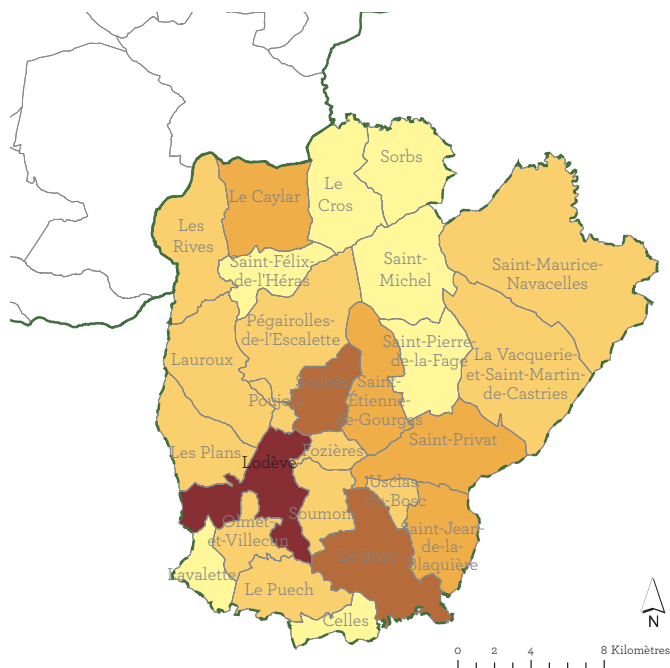 Sorbs
Le Caylar
Le
Cros
Les
Rives
Saint-Félix-
de-l'Héras
Saint-
Michel
Saint-Maurice-
Navacelles
Pégairolles-
de-l'Escalette
Saint-Pierre-
de-la-Fage
La Vacquerie-
et-Saint-Martin-
de-Castries
Lauroux
Soubès
Saint-
Étienne-
de-Gourgas
Poujols
Saint-Privat
Les Plans
Lodève
Fozières
Usclas-
du-Bosc
Soumont
Olmet-
et-Villecun
Saint-Jean-
de-la-
Blaquière
Le Bosc
Lavalette
Le Puech
Celles
0 2 4 8 Kilomètres
N